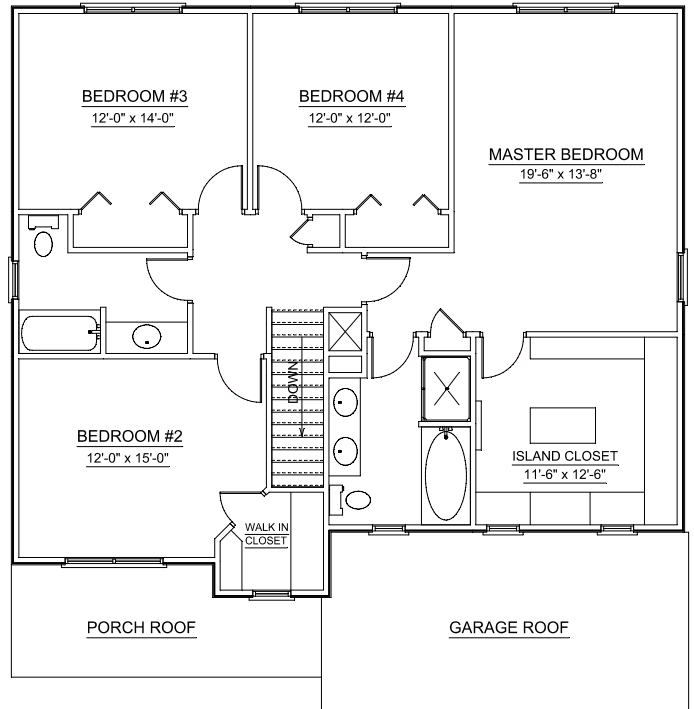 BEDROOM #3
12'-0" x 14'-0"
BEDROOM #4
12'-0" x 12'-0"
MASTER BEDROOM
19'-6" x 13'-8"
DOWN
BEDROOM #2
12'-0" x 15'-0"
ISLAND CLOSET
11'-6" x 12'-6"
WALK IN
CLOSET
PORCH ROOF
GARAGE ROOF